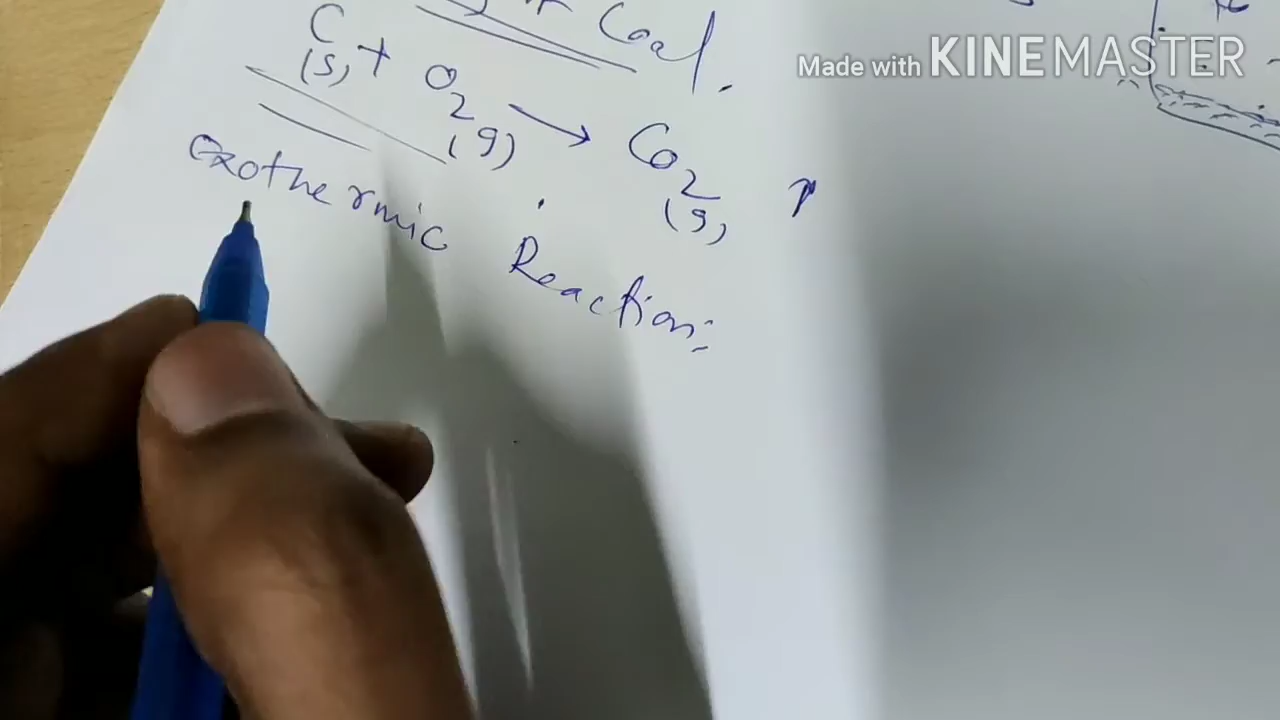 Coal.
Made with KINEMASTER
C(s) + O2(g) → CO2(g)
Exothermic Reaction: